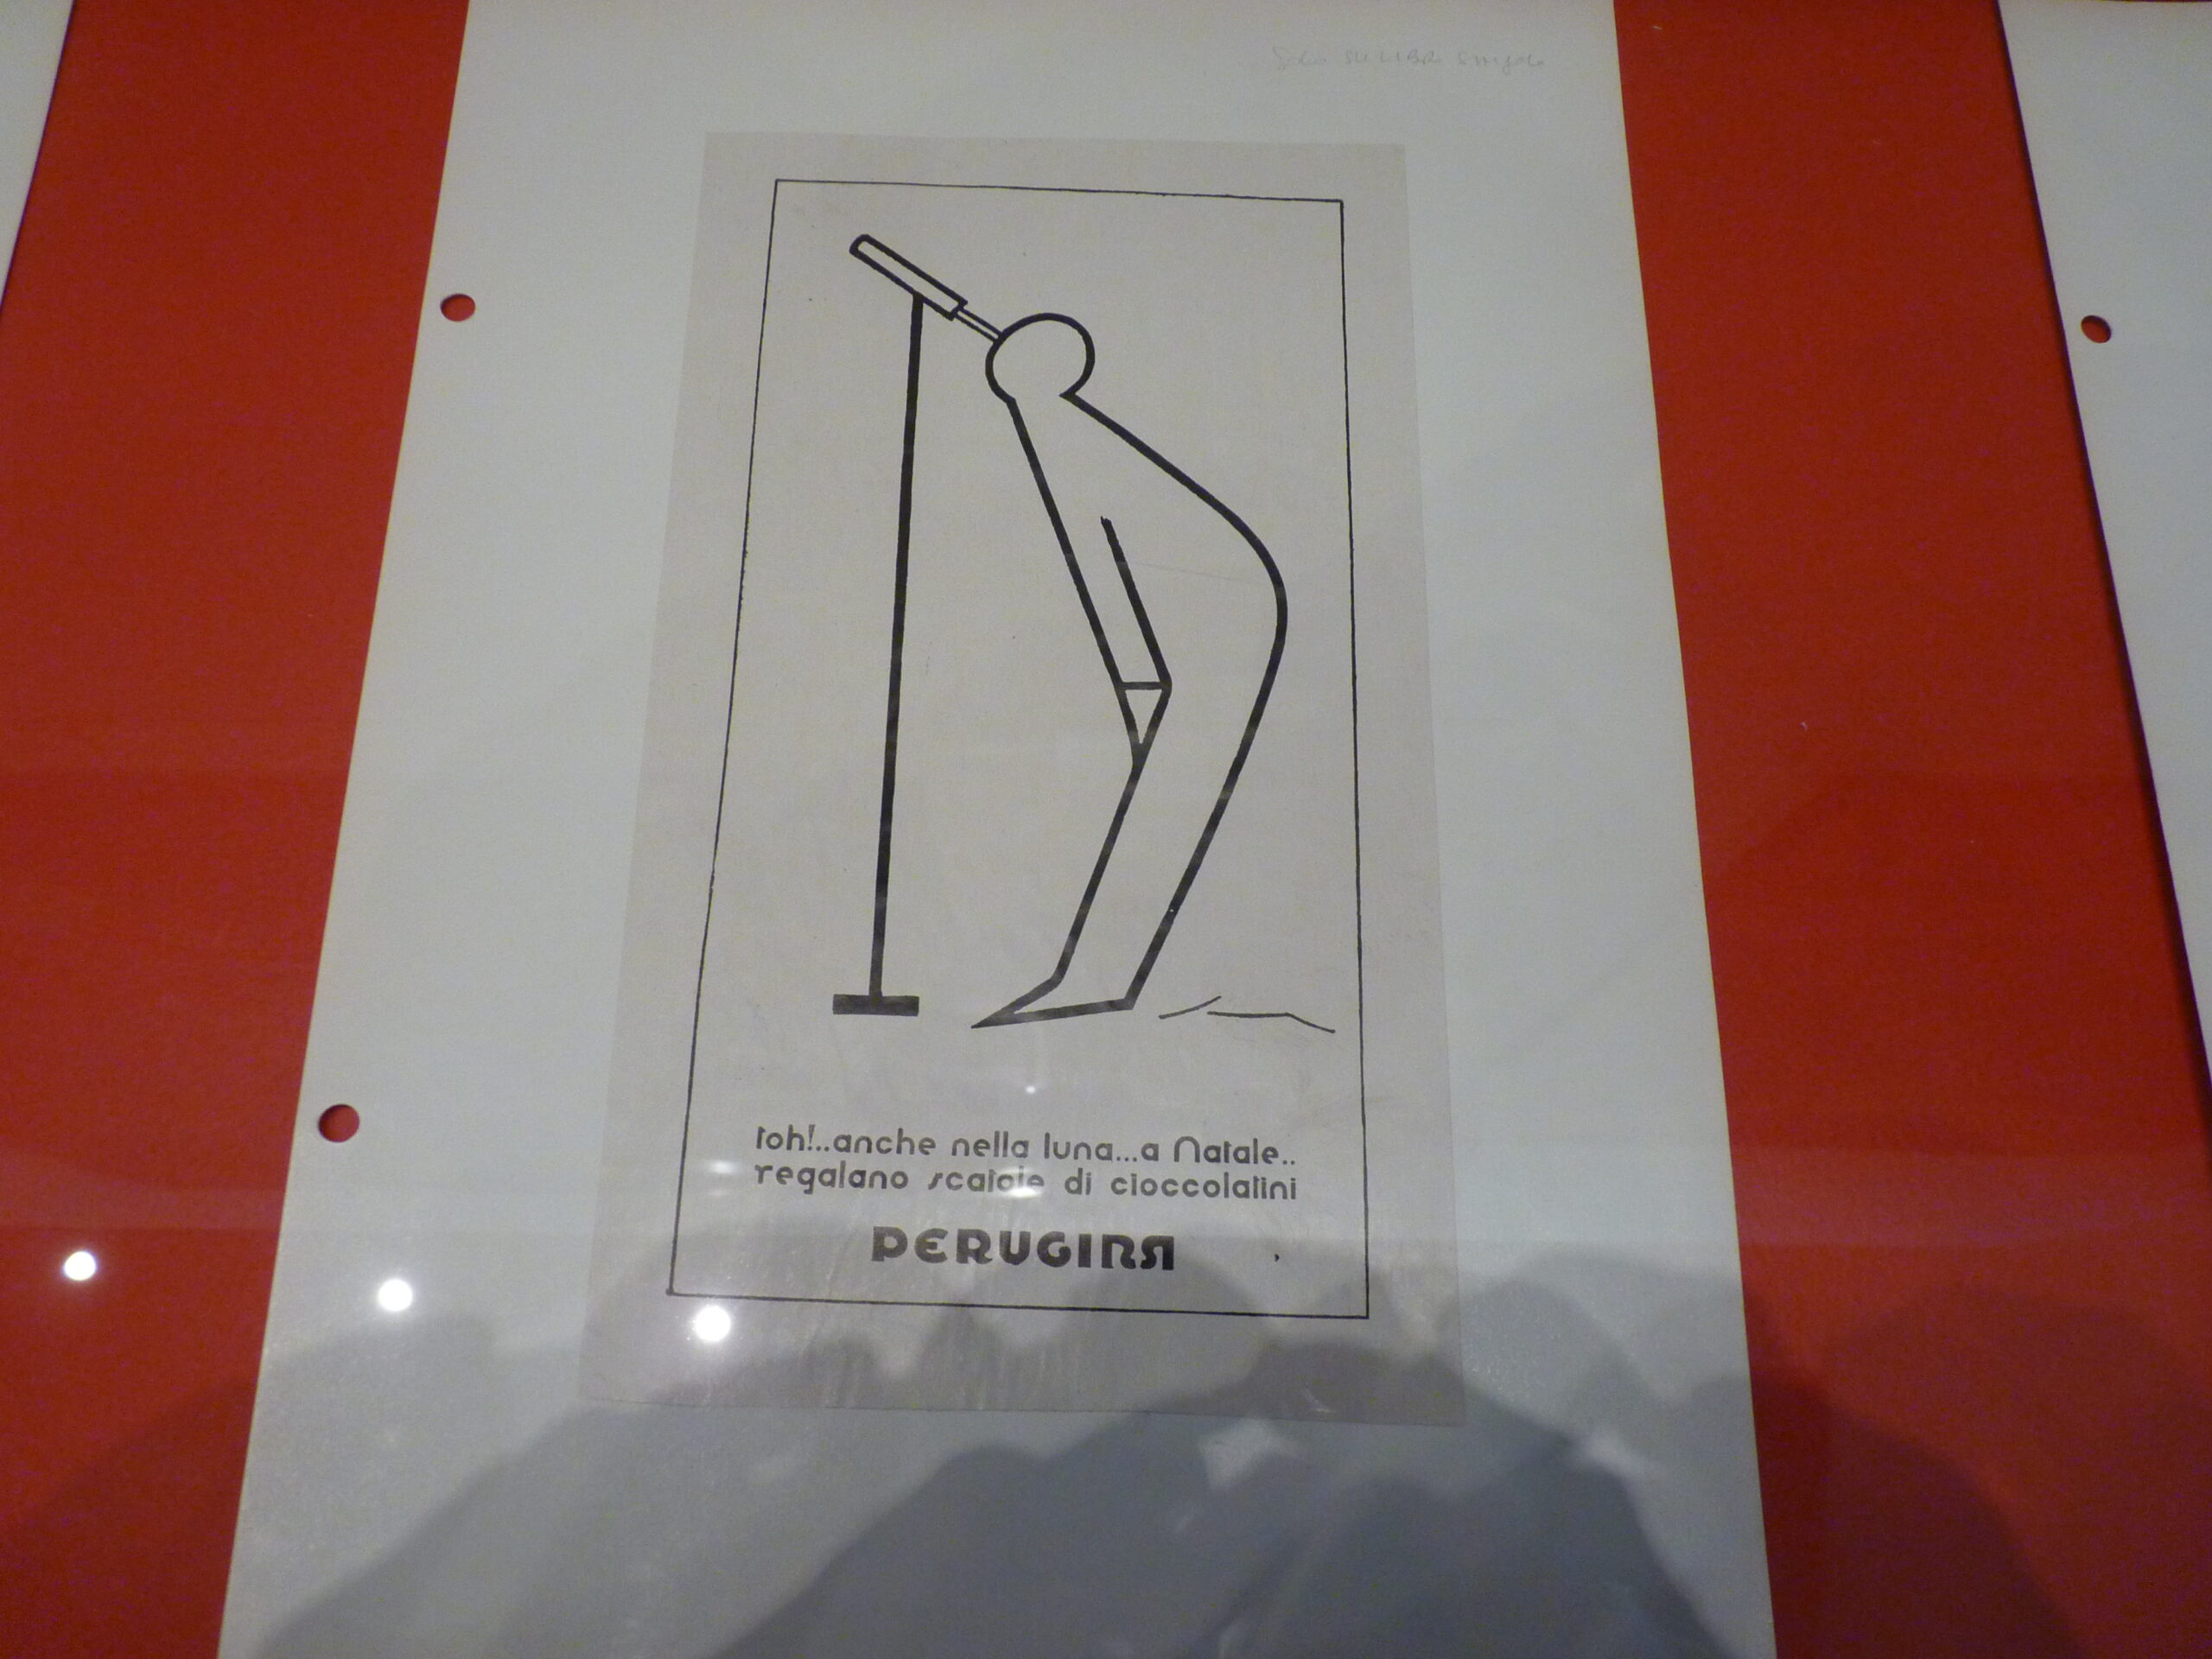 toh!..anche nella luna...a Natale..
regalano scatole di cioccolatini
PERUGINA